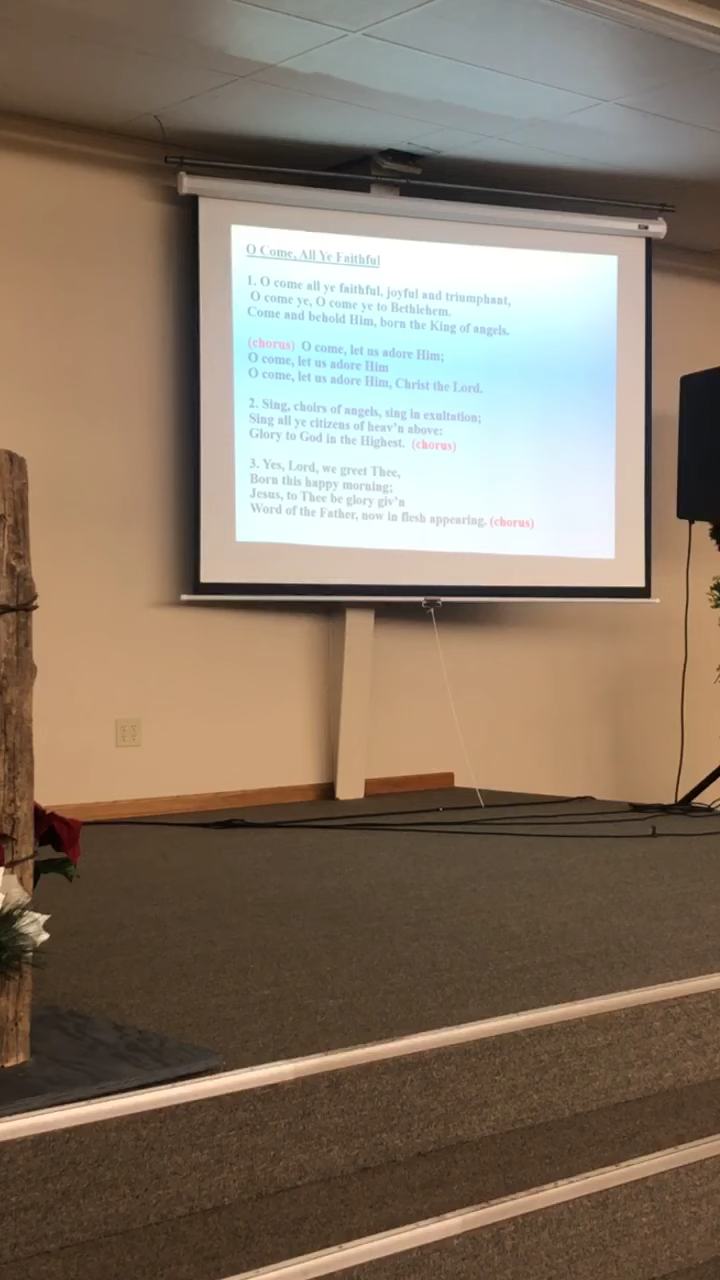 O Come, All Ye Faithful
1. O come all ye faithful, joyful and triumphant,
O come ye, O come ye to Bethlehem.
Come and behold Him, born the King of angels.
(chorus) O come, let us adore Him;
O come, let us adore Him
O come, let us adore Him, Christ the Lord.
2. Sing, choirs of angels, sing in exultation;
Sing all ye citizens of heav'n above:
Glory to God in the Highest. (chorus)
3. Yes, Lord, we greet Thee,
Born this happy morning;
Jesus, to Thee be glory giv'n
Word of the Father, now in flesh appearing. (chorus)